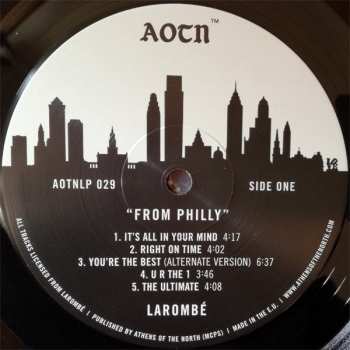 AOTN™
AOTNLP 029
SIDE ONE
"FROM PHILLY"
1. IT'S ALL IN YOUR MIND 4:17
2. RIGHT ON TIME 4:02
3. YOU'RE THE BEST (ALTERNATE VERSION) 6:37
4. U R THE 1 3:46
5. THE ULTIMATE 4:08
LAROMBÉ
ALL TRACKS LICENSED FROM LAROMBÉ | PUBLISHED BY ATHENS OF THE NORTH (MCPS) | MADE IN THE E.U. | WWW.ATHENSOFTHENORTH.COM